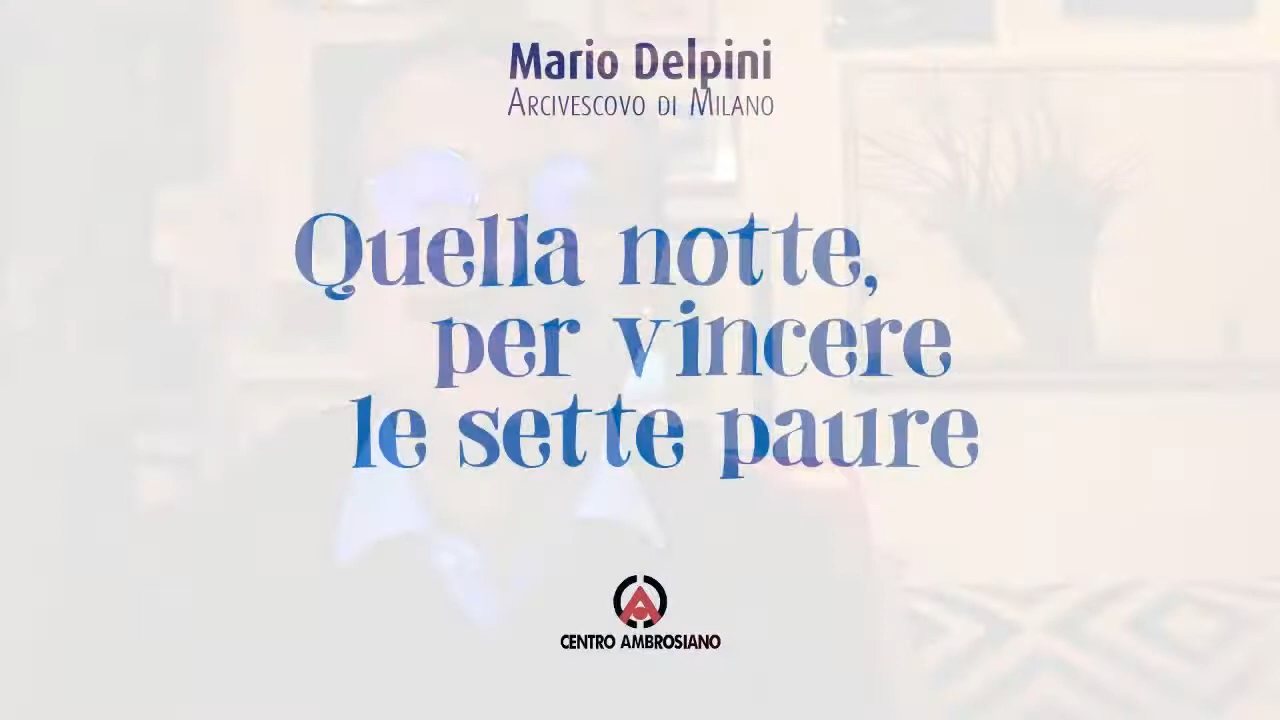 Mario Delpini
Arcivescovo di Milano
Quella notte,
per vincere
le sette paure
CENTRO AMBROSIANO